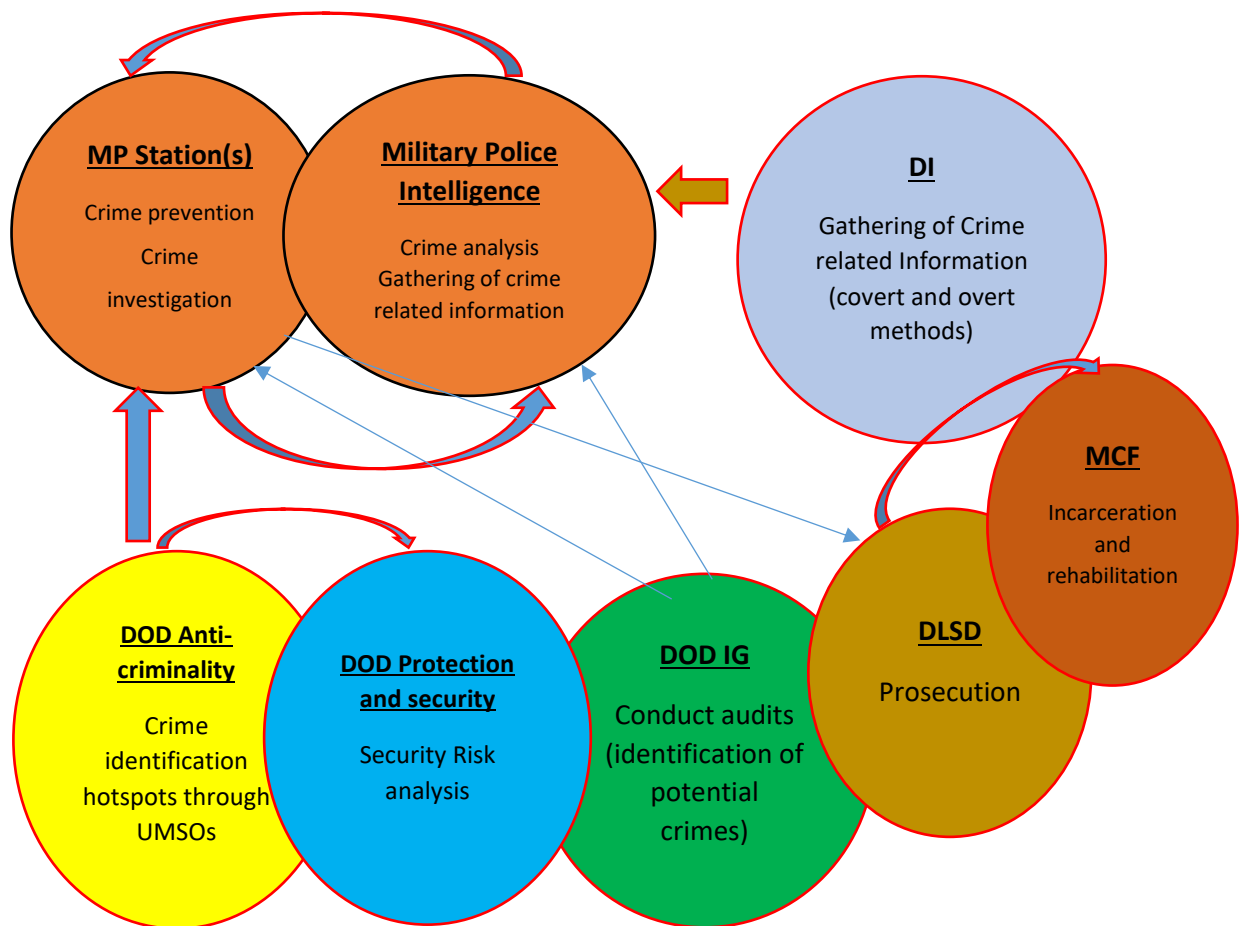 MP Station(s)
Crime prevention
Crime
investigation
Military Police
Intelligence
Crime analysis
Gathering of crime
related information
DI
Gathering of Crime
related Information
(covert and overt
methods)
MCF
Incarceration
and
rehabilitation
DOD Anti-
criminality
Crime
identification
hotspots through
UMSOs
DOD Protection
and security
Security Risk
analysis
DOD IG
Conduct audits
(identification of
potential
crimes)
DLSD
Prosecution